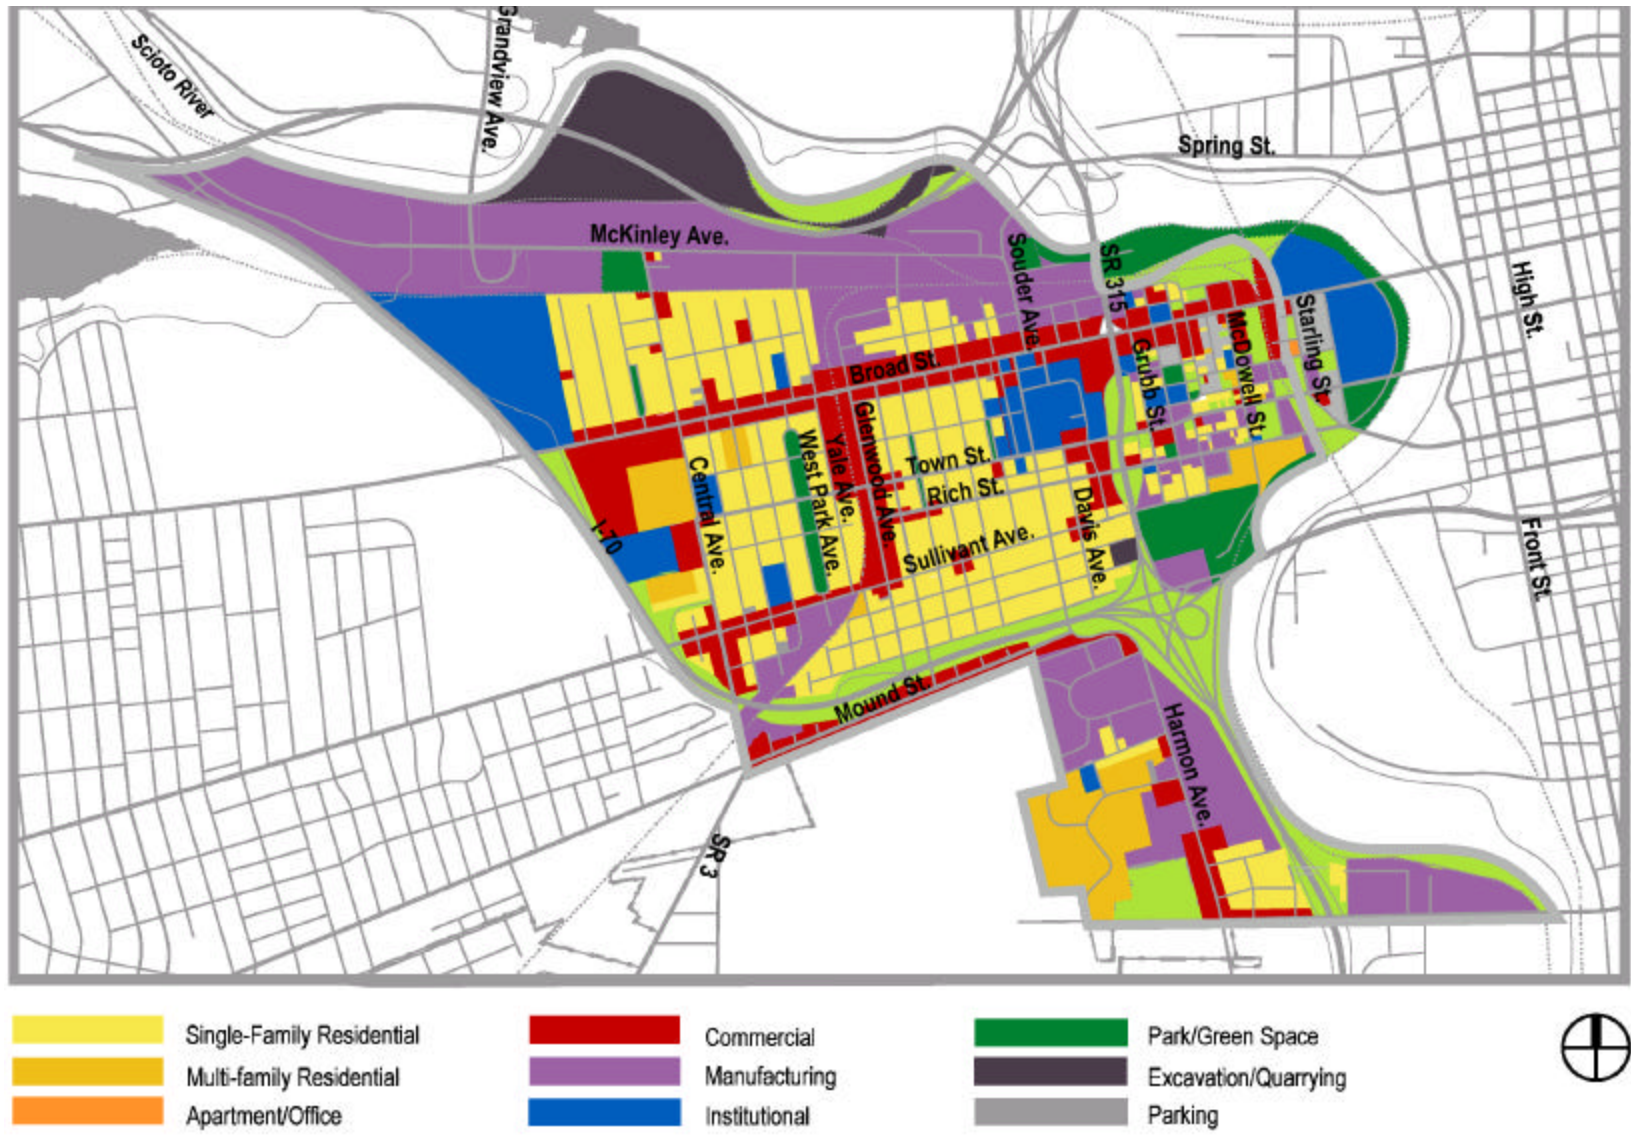 Grandview Ave.
Scioto River
Spring St.
McKinley Ave.
Souder Ave.
SR 315
High St.
Starling St.
McDowell St.
Grubb St.
Broad St.
Glenwood Ave.
Yale Ave.
West Park Ave.
Central Ave.
Town St.
Rich St.
Davis Ave.
Sullivant Ave.
I-70
Front St.
Mound St.
Harmon Ave.
SR 3
Single-Family Residential
Commercial
Park/Green Space
Multi-family Residential
Manufacturing
Excavation/Quarrying
Apartment/Office
Institutional
Parking